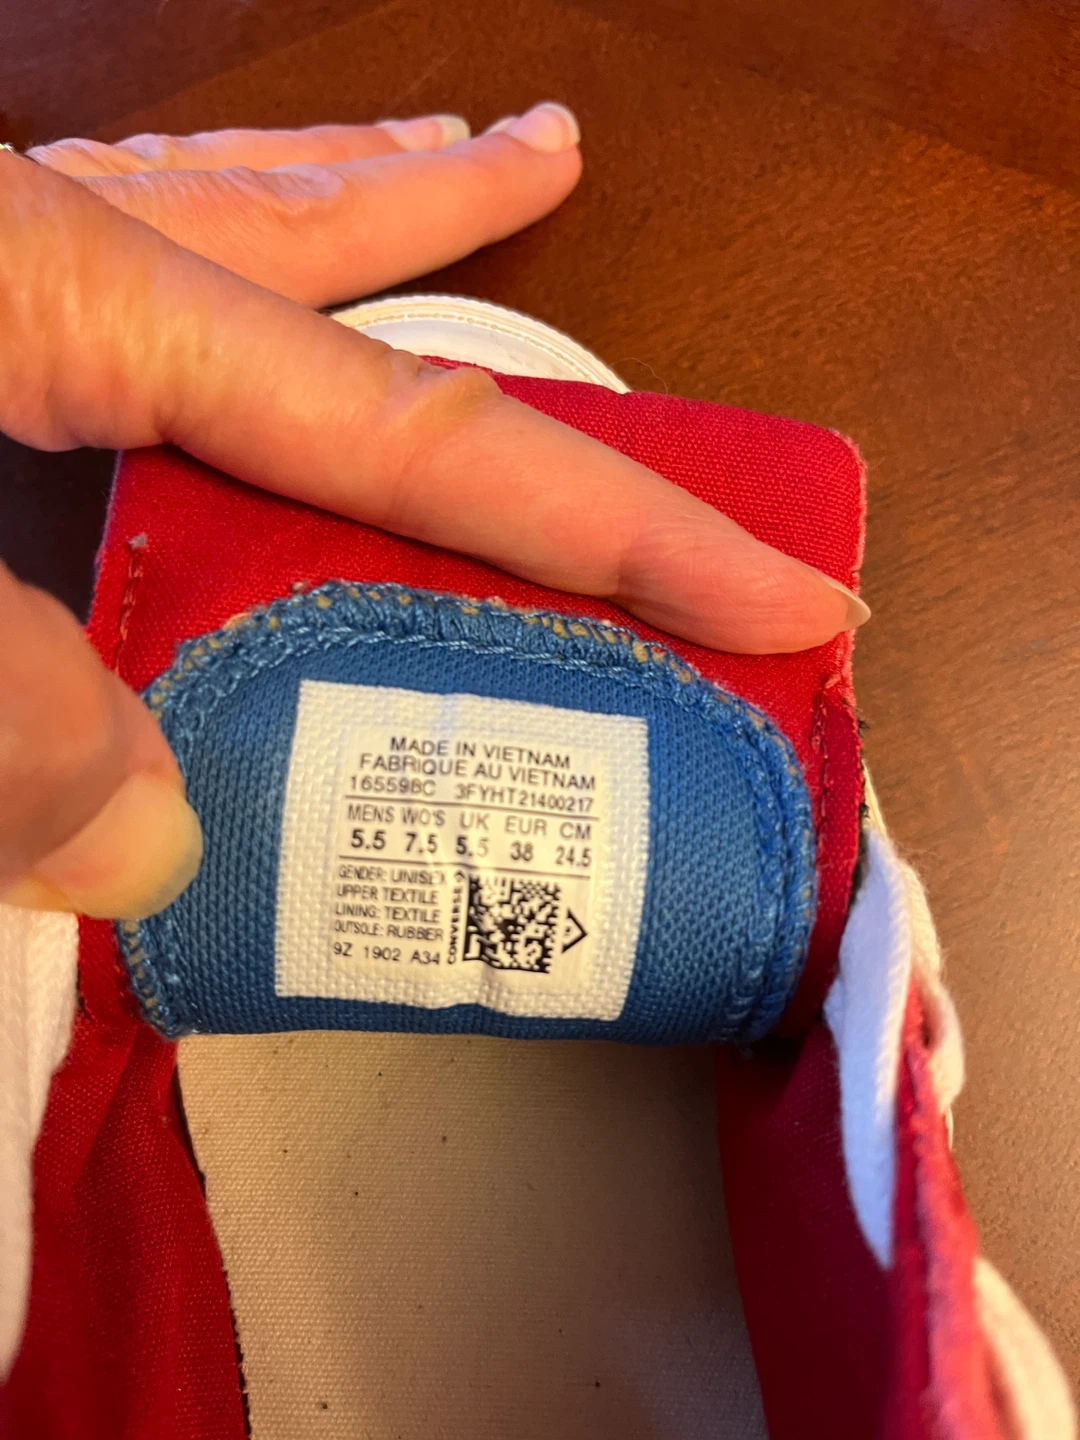 MADE IN VIETNAM
FABRIQUE AU VIETNAM
165598C 3FYHT21400217
MENS WO'S UK EUR CM
5.5 7.5 5.5 38 24.5
GENDER: UNISEX
UPPER TEXTILE
LINING: TEXTILE
OUTSOLE: RUBBER
9Z 1902 A34
CONVERSE